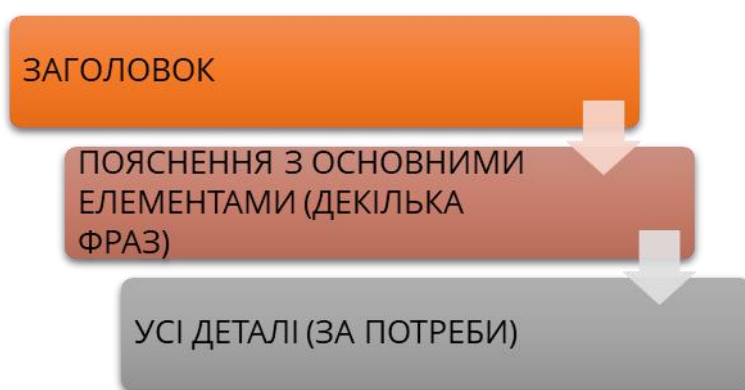 ЗАГОЛОВОК
ПОЯСНЕННЯ З ОСНОВНИМИ
ЕЛЕМЕНТАМИ (ДЕКІЛЬКА
ФРАЗ)
УСІ ДЕТАЛІ (ЗА ПОТРЕБИ)